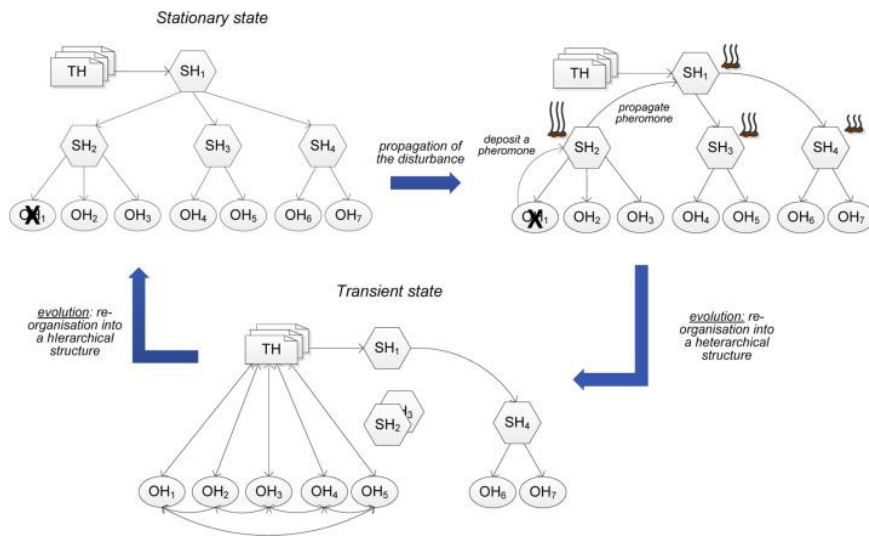 Stationary state
TH
SH1
SH2
SH3
SH4
OH1
OH2
OH3
OH4
OH5
OH6
OH7
propagation of
the disturbance
TH
SH1
propagate
pheromone
deposit a
pheromone
SH2
SH3
SH4
OH1
OH2
OH3
OH4
OH5
OH6
OH7
evolution: re-
organisation into
a hierarchical
structure
Transient state
TH
SH1
SH3
SH2
SH4
OH1
OH2
OH3
OH4
OH5
OH6
OH7
evolution: re-
organisation into
a heterarchical
structure